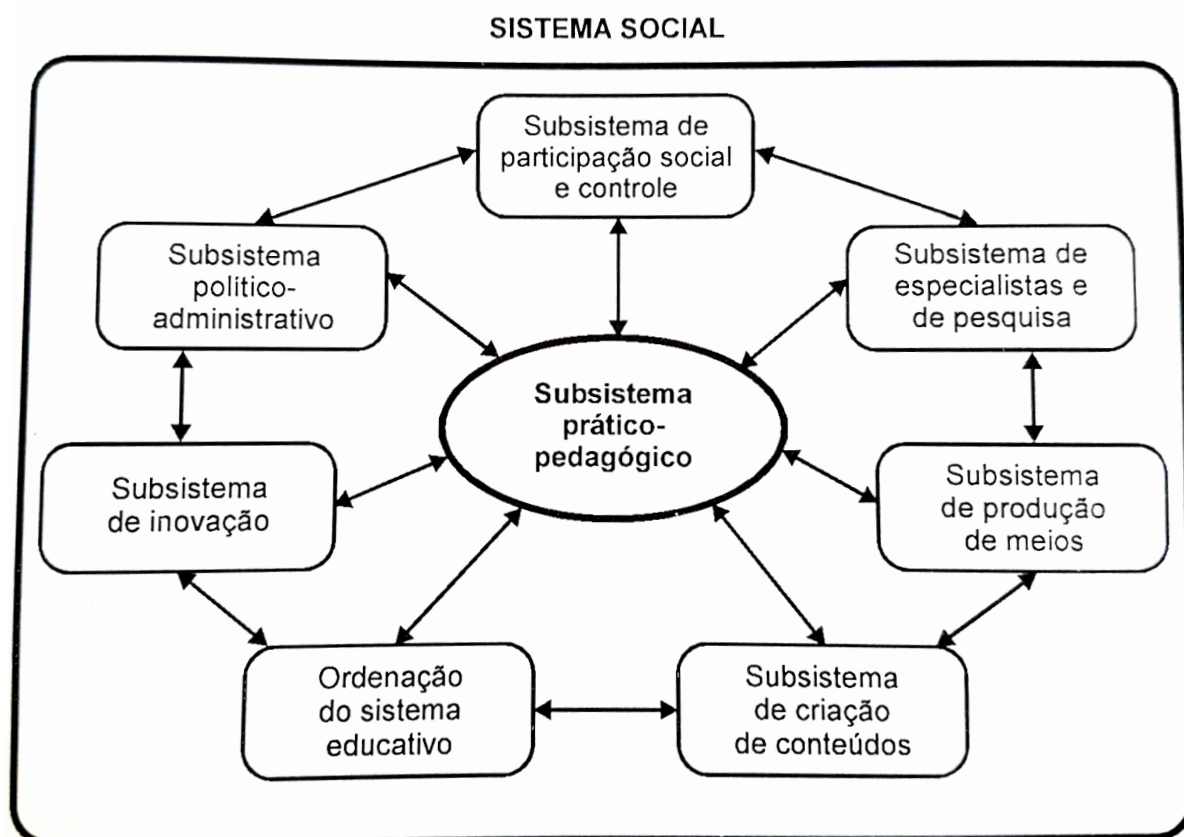 SISTEMA SOCIAL
Subsistema de
participação social
e controle
Subsistema
político-
administrativo
Subsistema de
especialistas e
de pesquisa
Subsistema
prático-
pedagógico
Subsistema
de inovação
Subsistema
de produção
de meios
Ordenação
do sistema
educativo
Subsistema
de criação
de conteúdos